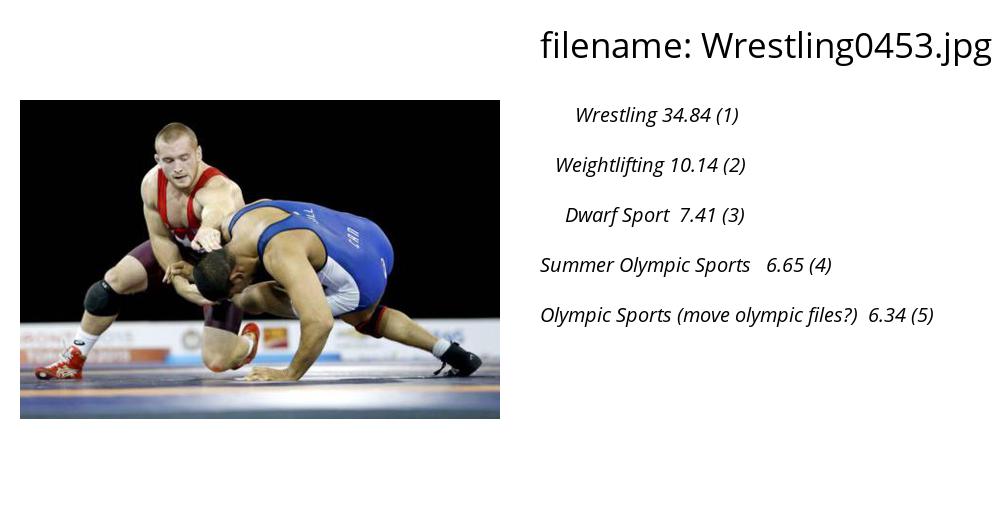 filename: Wrestling0453.jpg
Wrestling 34.84 (1)
Weightlifting 10.14 (2)
Dwarf Sport 7.41 (3)
Summer Olympic Sports 6.65 (4)
Olympic Sports (move olympic files?) 6.34 (5)
CAN